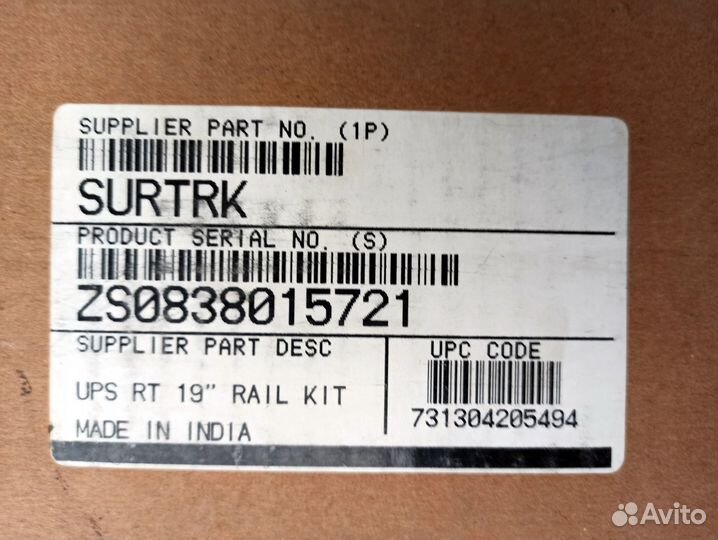 SUPPLIER PART NO. (1P)
SURTRK
PRODUCT SERIAL NO. (S)
ZS0838015721
SUPPLIER PART DESC
UPS RT 19" RAIL KIT
MADE IN INDIA
UPC CODE
731304205494
Avito